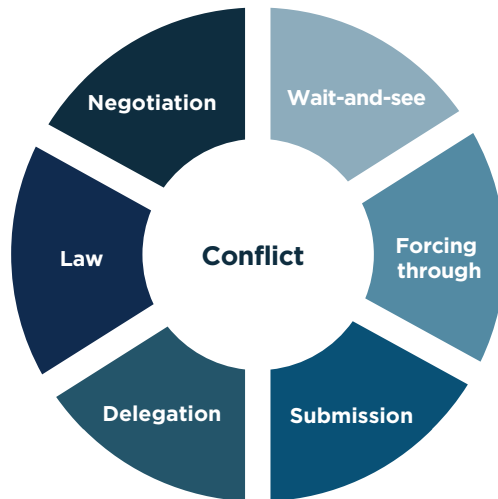 Negotiation
Wait-and-see
Law
Conflict
Forcing
through
Delegation
Submission